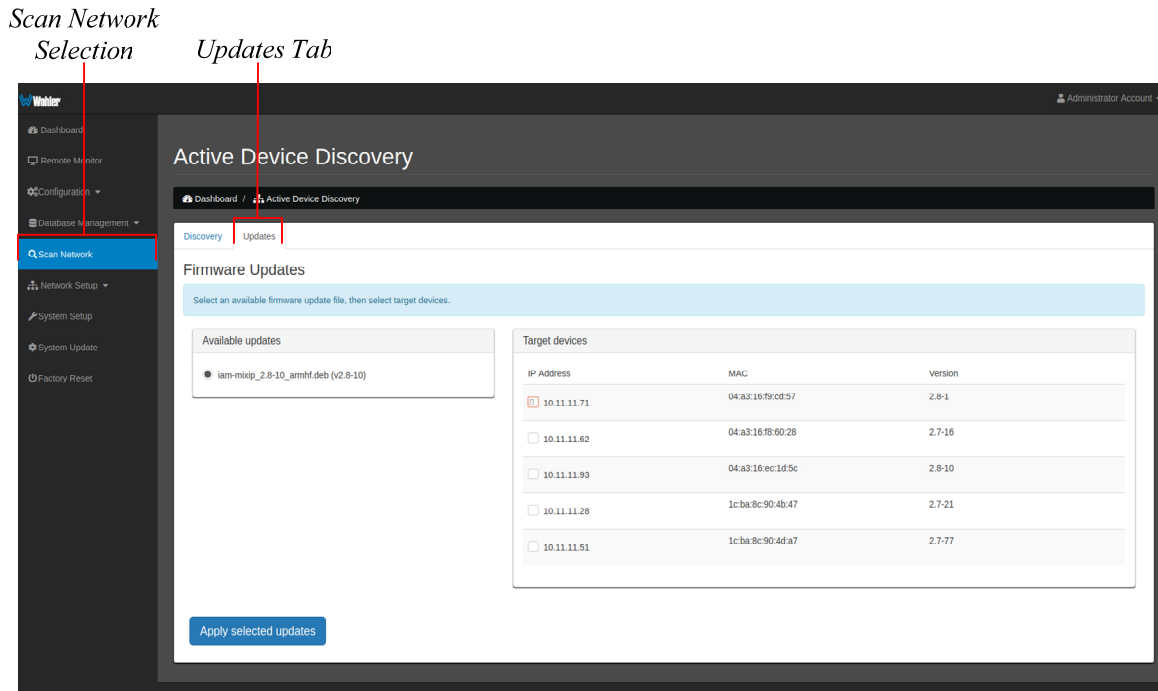 Scan Network
Selection
Updates Tab
Wohler
Administrator Account
Dashboard
Remote Monitor
Configuration
Database Management
Scan Network
Network Setup
System Setup
System Update
Factory Reset
Active Device Discovery
Dashboard / Active Device Discovery
Discovery Updates
Firmware Updates
Select an available firmware update file, then select target devices.
Available updates
iam-mixip_2.8-10_armhf.deb (v2.8-10)
Target devices
IP Address MAC Version
10.11.11.71 04:a3:16:f9:cd:57 2.8-1
10.11.11.62 04:a3:16:f8:60:28 2.7-16
10.11.11.93 04:a3:16:ec:1d:5c 2.8-10
10.11.11.28 1c:ba:8c:90:4b:47 2.7-21
10.11.11.51 1c:ba:8c:90:4d:a7 2.7-77
Apply selected updates